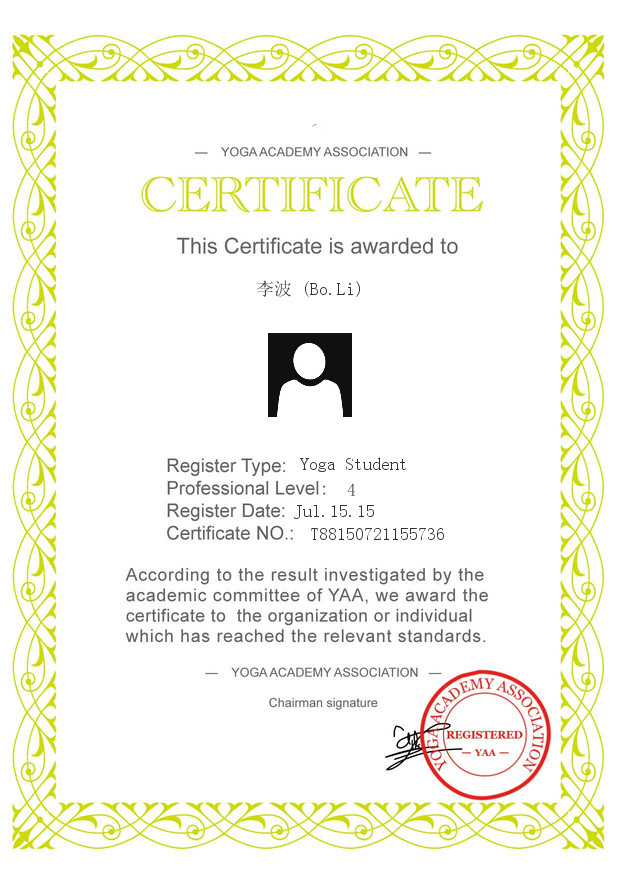 — YOGA ACADEMY ASSOCIATION —
CERTIFICATE
This Certificate is awarded to
李波 (Bo.Li)
Register Type: Yoga Student
Professional Level: 4
Register Date: Jul.15.15
Certificate NO.: T88150721155736
According to the result investigated by the
academic committee of YAA, we award the
certificate to the organization or individual
which has reached the relevant standards.
— YOGA ACADEMY ASSOCIATION —
Chairman signature
YOGA ACADEMY ASSOCIATION
REGISTERED
— YAA —